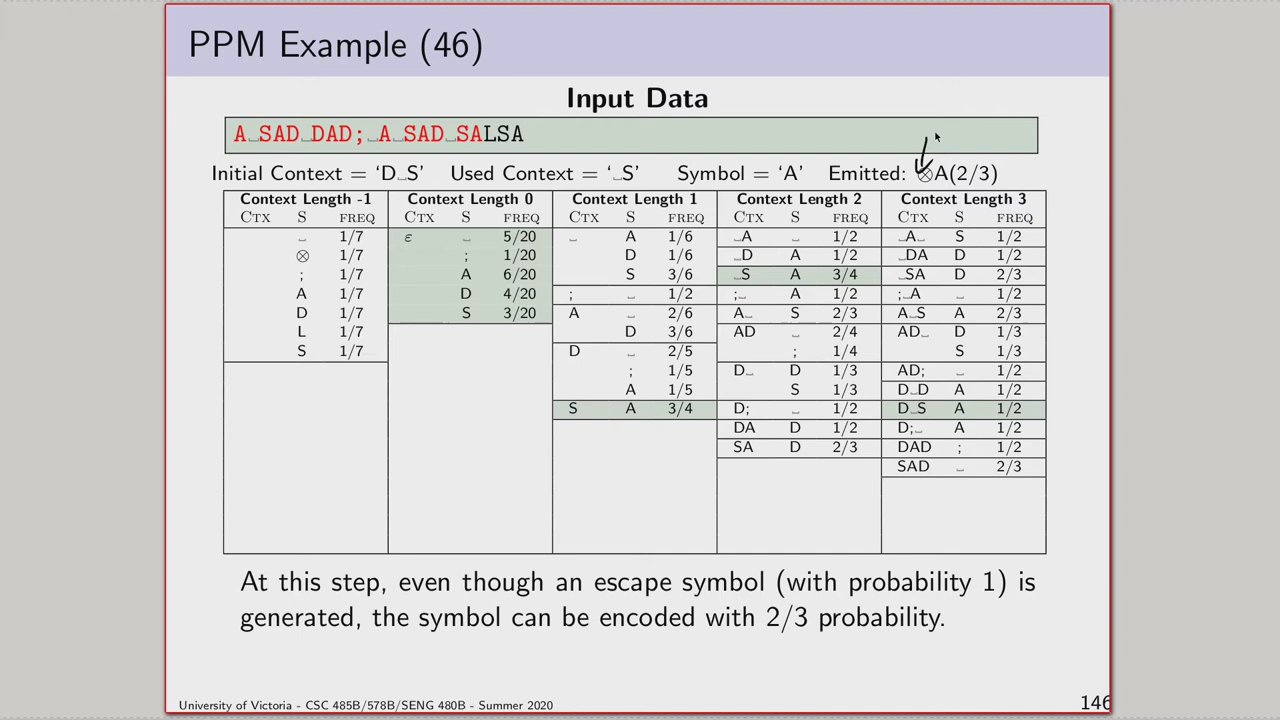 PPM Example (46)
Input Data
A␣SAD␣DAD;␣A␣SAD␣SALSA
Initial Context = ‘D␣S’ Used Context = ‘␣S’ Symbol = ‘A’ Emitted: ⊗A(2/3)
Context Length -1 Context Length 0 Context Length 1 Context Length 2 Context Length 3
CTX S FREQ CTX S FREQ CTX S FREQ CTX S FREQ CTX S FREQ
␣ 1/7 ε ␣ 5/20 ␣ A 1/6 ␣A ␣ 1/2 ␣A␣ S 1/2
⊗ 1/7 ; 1/20 D 1/6 ␣D A 1/2 ␣DA D 1/2
; 1/7 A 6/20 S 3/6 ␣S A 3/4 ␣SA D 2/3
A 1/7 D 4/20 ; ␣ 1/2 ;␣ A 1/2 ;␣A ␣ 1/2
D 1/7 S 3/20 A ␣ 2/6 A␣ S 2/3 A␣S A 2/3
L 1/7 D 3/6 AD ␣ 2/4 AD␣ D 1/3
S 1/7 D ␣ 2/5 ; 1/4 S 1/3
; 1/5 D␣ D 1/3 AD; ␣ 1/2
A 1/5 S 1/3 D␣D A 1/2
S A 3/4 D; ␣ 1/2 D␣S A 1/2
DA D 1/2 D;␣ A 1/2
SA D 2/3 DAD ; 1/2
SAD ␣ 2/3
At this step, even though an escape symbol (with probability 1) is
generated, the symbol can be encoded with 2/3 probability.
University of Victoria - CSC 485B/578B/SENG 480B - Summer 2020
146